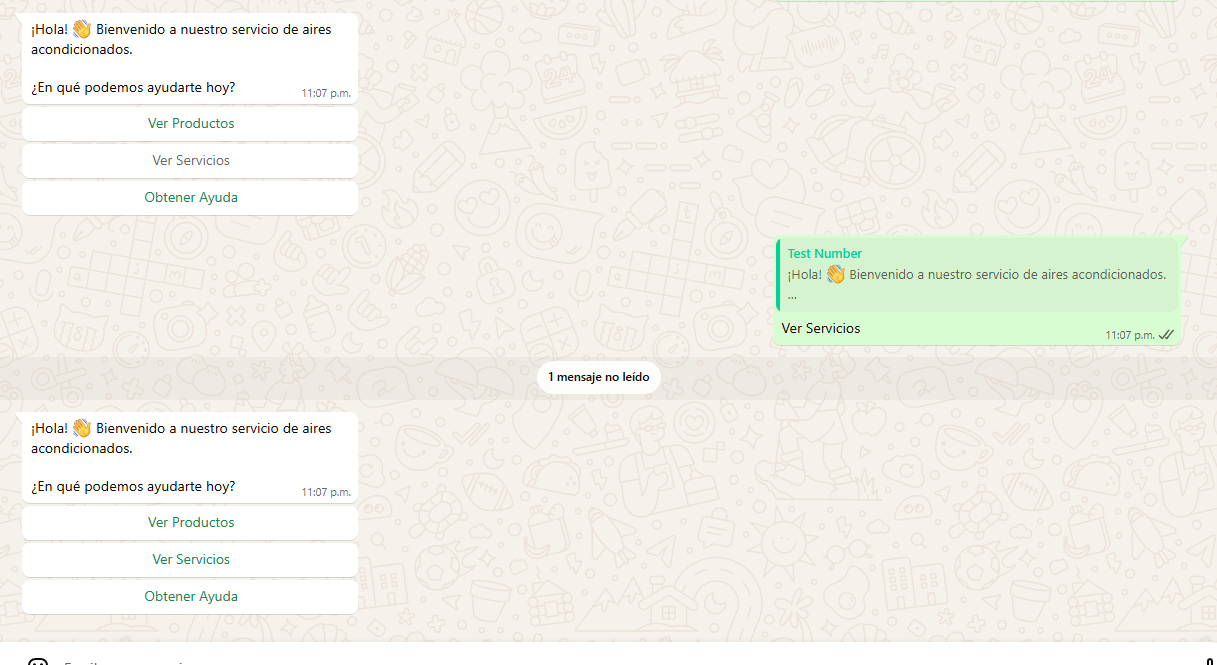 ¡Hola! 👋 Bienvenido a nuestro servicio de aires
acondicionados.
¿En qué podemos ayudarte hoy?
11:07 p.m.
Ver Productos
Ver Servicios
Obtener Ayuda
Test Number
¡Hola! 👋 Bienvenido a nuestro servicio de aires acondicionados.
...
Ver Servicios
11:07 p.m.
1 mensaje no leído
¡Hola! 👋 Bienvenido a nuestro servicio de aires
acondicionados.
¿En qué podemos ayudarte hoy?
11:07 p.m.
Ver Productos
Ver Servicios
Obtener Ayuda